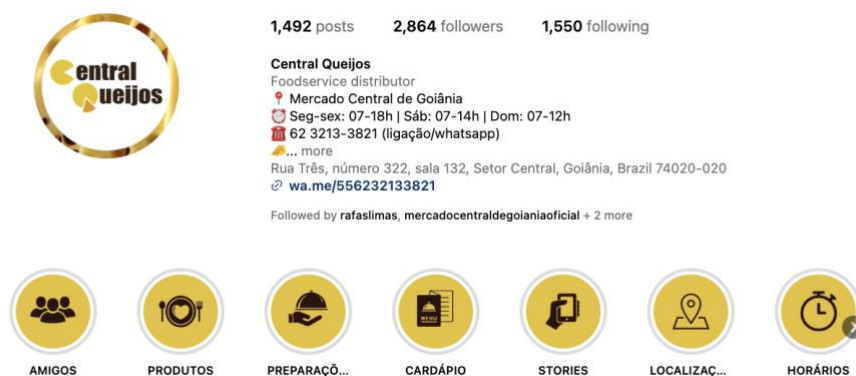 entral
ueijos
1,492 posts 2,864 followers 1,550 following
Central Queijos
Foodservice distributor
Mercado Central de Goiânia
Seg-sex: 07-18h | Sáb: 07-14h | Dom: 07-12h
62 3213-3821 (ligação/whatsapp)
... more
Rua Três, número 322, sala 132, Setor Central, Goiânia, Brazil 74020-020
wa.me/556232133821
Followed by rafaslimas, mercadocentraldegoianiaoficial + 2 more
MENU
AMIGOS PRODUTOS PREPARAÇÕ... CARDÁPIO STORIES LOCALIZAÇ... HORÁRIOS